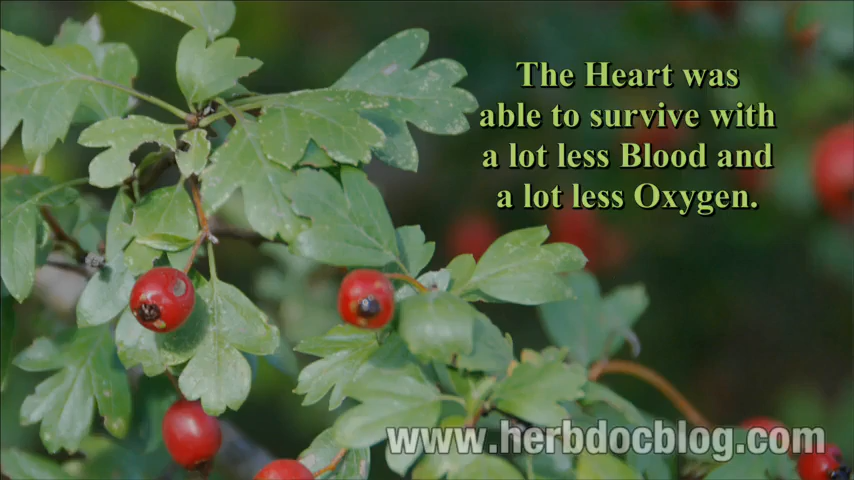 The Heart was
able to survive with
a lot less Blood and
a lot less Oxygen.
www.herbdocblog.com